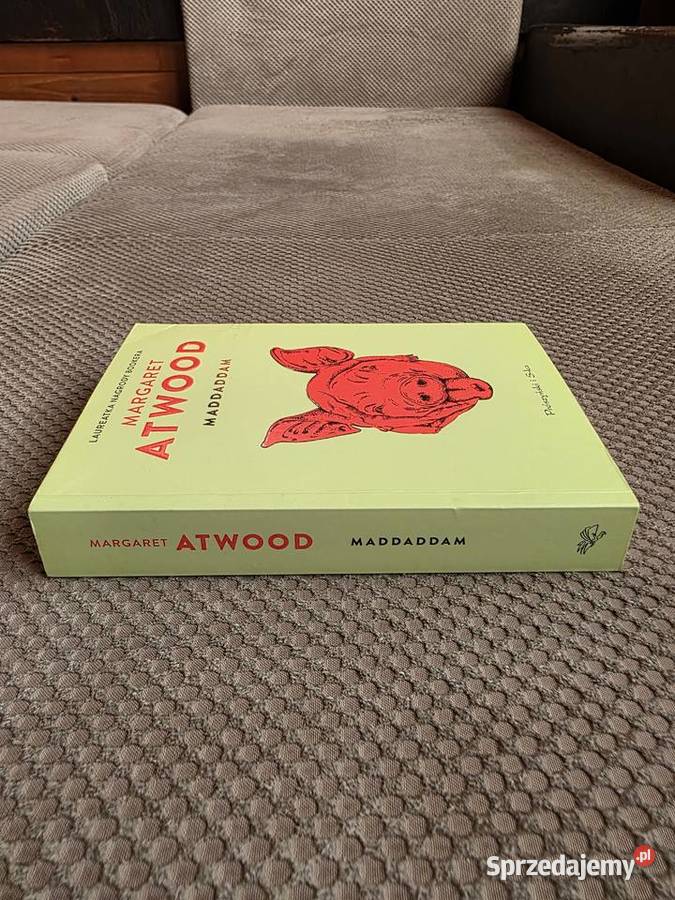 LAUREATKA NAGRODY BOOKERA
MARGARET
ATWOOD
MADDADDAM
Prószyński i S-ka
MARGARET ATWOOD MADDADDAM
Sprzedajemy.pl